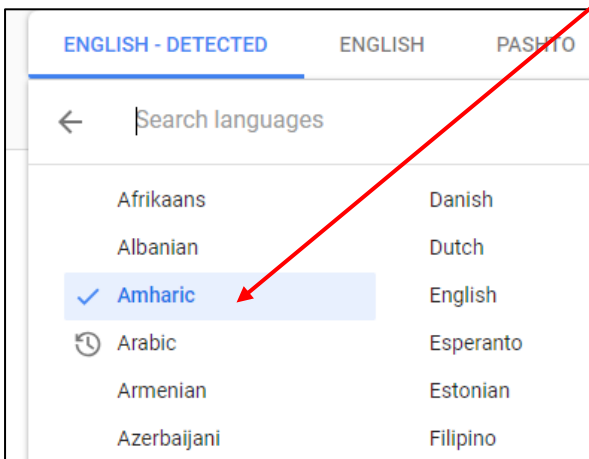 ENGLISH - DETECTED ENGLISH PASHTO
Search languages
Afrikaans Danish
Albanian Dutch
Amharic English
Arabic Esperanto
Armenian Estonian
Azerbaijani Filipino